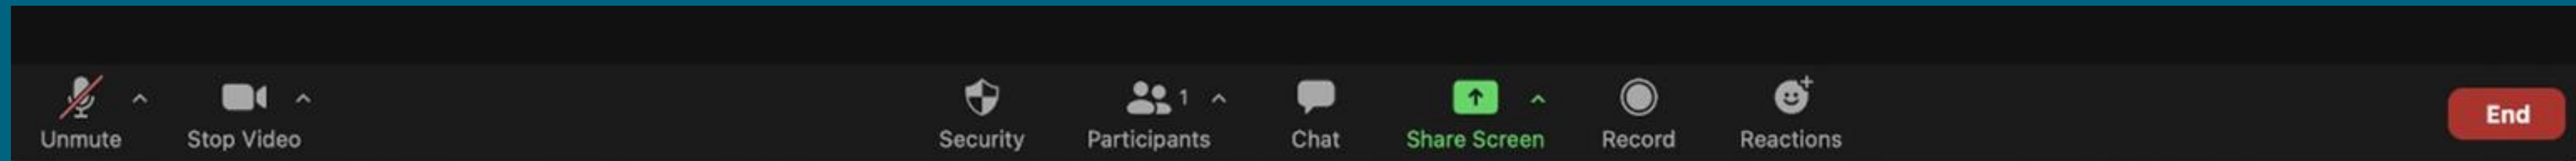 1
Unmute
Stop Video
Security
Participants
Chat
Share Screen
Record
Reactions
End